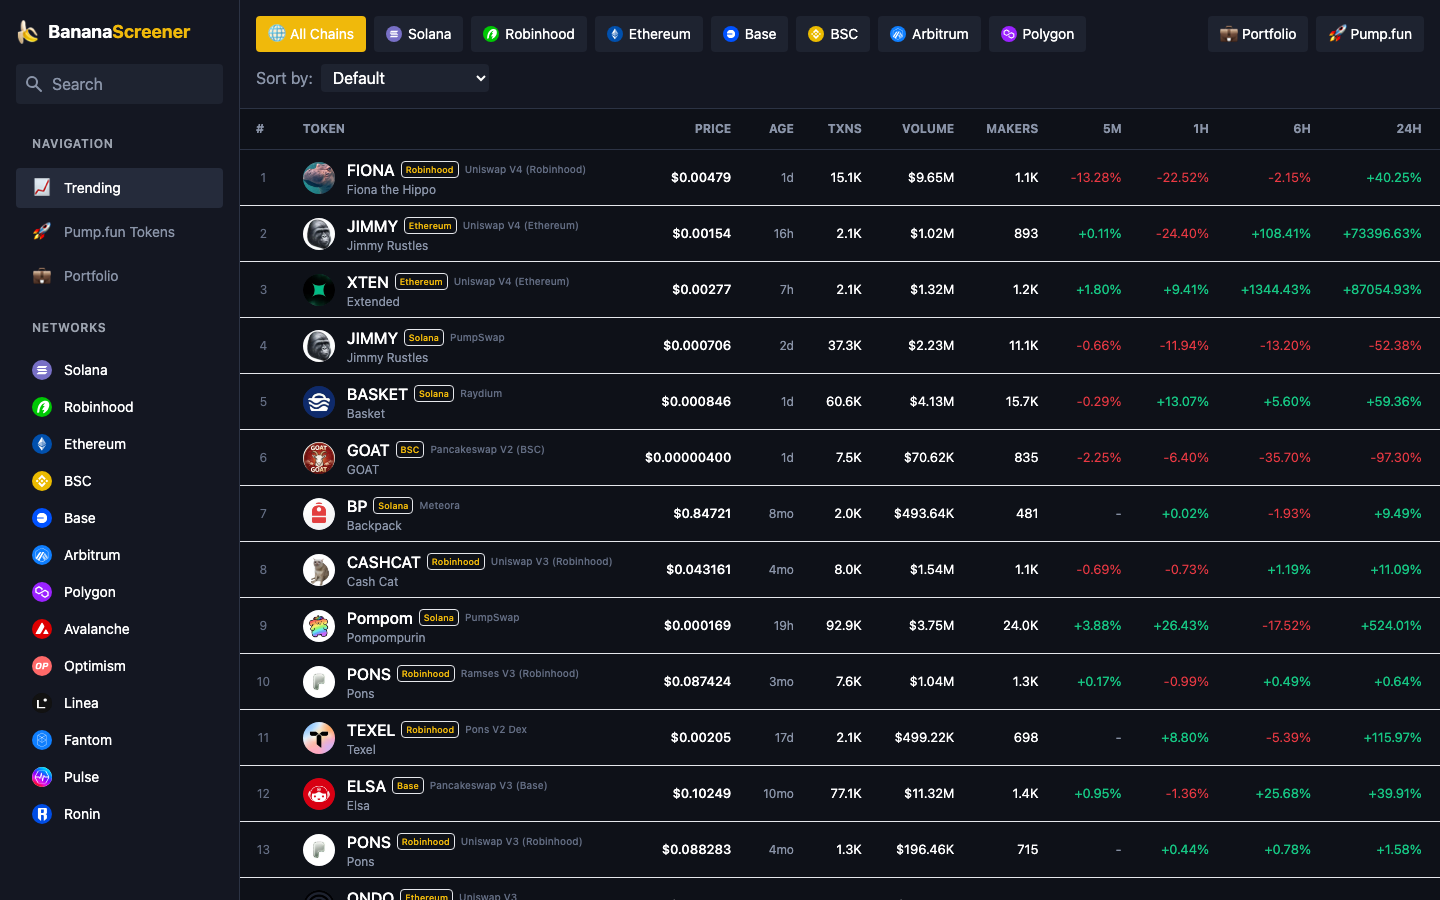 BananaScreener
Search
NAVIGATION
Trending
Pump.fun Tokens
Portfolio
NETWORKS
Solana
Robinhood
Ethereum
BSC
Base
Arbitrum
Polygon
Avalanche
Optimism
Linea
Fantom
Pulse
Ronin
All Chains Solana Robinhood Ethereum Base BSC Arbitrum Polygon Portfolio Pump.fun
Sort by: Default
# TOKEN PRICE AGE TXNS VOLUME MAKERS 5M 1H 6H 24H
1 FIONA Robinhood Uniswap V4 (Robinhood) $0.00479 1d 15.1K $9.65M 1.1K -13.28% -22.52% -2.15% +40.25%
Fiona the Hippo
2 JIMMY Ethereum Uniswap V4 (Ethereum) $0.00154 16h 2.1K $1.02M 893 +0.11% -24.40% +108.41% +73396.63%
Jimmy Rustles
3 XTEN Ethereum Uniswap V4 (Ethereum) $0.00277 7h 2.1K $1.32M 1.2K +1.80% +9.41% +1344.43% +87054.93%
Extended
4 JIMMY Solana PumpSwap $0.000706 2d 37.3K $2.23M 11.1K -0.66% -11.94% -13.20% -52.38%
Jimmy Rustles
5 BASKET Solana Raydium $0.000846 1d 60.6K $4.13M 15.7K -0.29% +13.07% +5.60% +59.36%
Basket
6 GOAT BSC Pancakeswap V2 (BSC) $0.00000400 1d 7.5K $70.62K 835 -2.25% -6.40% -35.70% -97.30%
GOAT
7 BP Solana Meteora $0.84721 8mo 2.0K $493.64K 481 - +0.02% -1.93% +9.49%
Backpack
8 CASHCAT Robinhood Uniswap V3 (Robinhood) $0.043161 4mo 8.0K $1.54M 1.1K -0.69% -0.73% +1.19% +11.09%
Cash Cat
9 Pompom Solana PumpSwap $0.000169 19h 92.9K $3.75M 24.0K +3.88% +26.43% -17.52% +524.01%
Pompompurin
10 PONS Robinhood Ramses V3 (Robinhood) $0.087424 3mo 7.6K $1.04M 1.3K +0.17% -0.99% +0.49% +0.64%
Pons
11 TEXEL Robinhood Pons V2 Dex $0.00205 17d 2.1K $499.22K 698 - +8.80% -5.39% +115.97%
Texel
12 ELSA Base Pancakeswap V3 (Base) $0.10249 10mo 77.1K $11.32M 1.4K +0.95% -1.36% +25.68% +39.91%
Elsa
13 PONS Robinhood Uniswap V3 (Robinhood) $0.088283 4mo 1.3K $196.46K 715 - +0.44% +0.78% +1.58%
Pons
ONDO Ethereum Uniswap V3